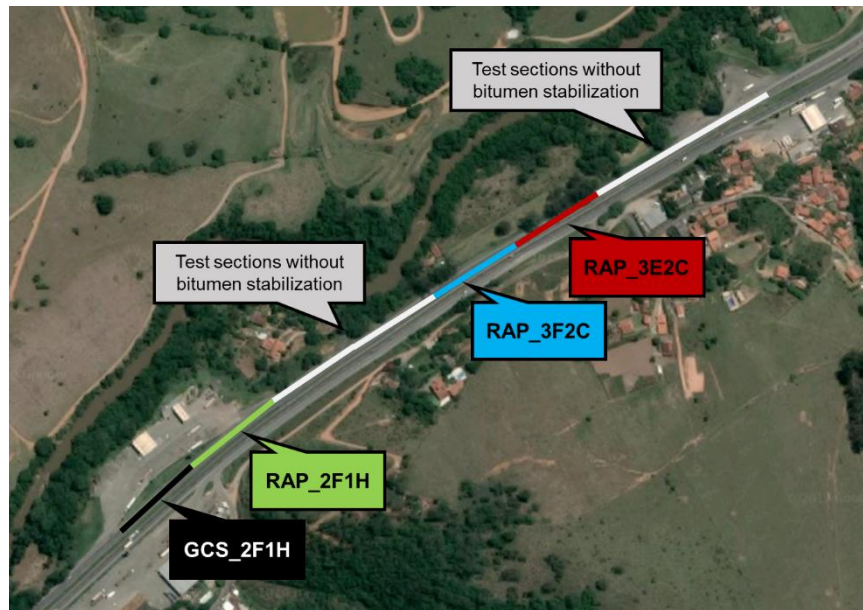 Test sections without
bitumen stabilization
Test sections without
bitumen stabilization
RAP_3E2C
RAP_3F2C
RAP_2F1H
GCS_2F1H